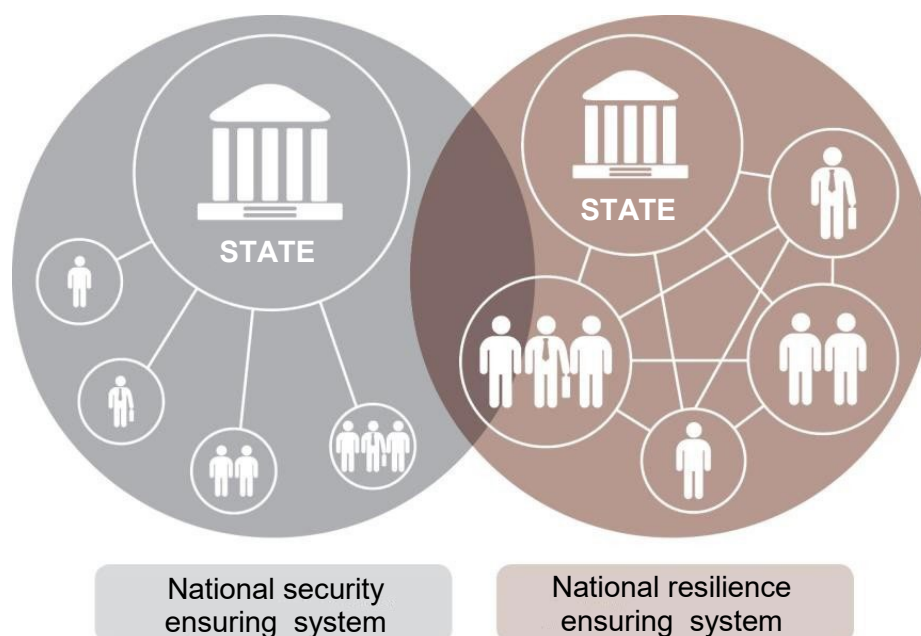 STATE
STATE
National security
ensuring system
National resilience
ensuring system